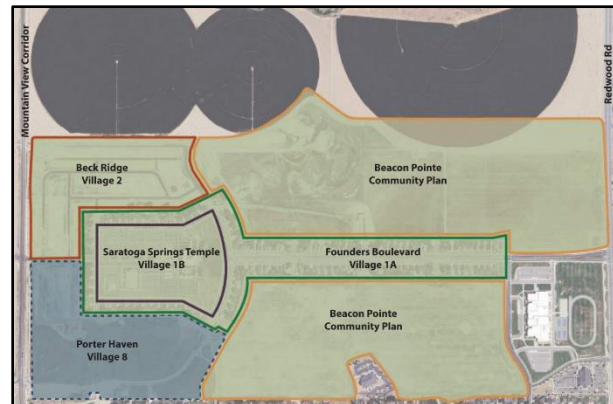 Mountain View Corridor
Redwood Rd
Beck Ridge
Village 2
Beacon Pointe
Community Plan
Saratoga Springs Temple
Village 1B
Founders Boulevard
Village 1A
Beacon Pointe
Community Plan
Porter Haven
Village 8